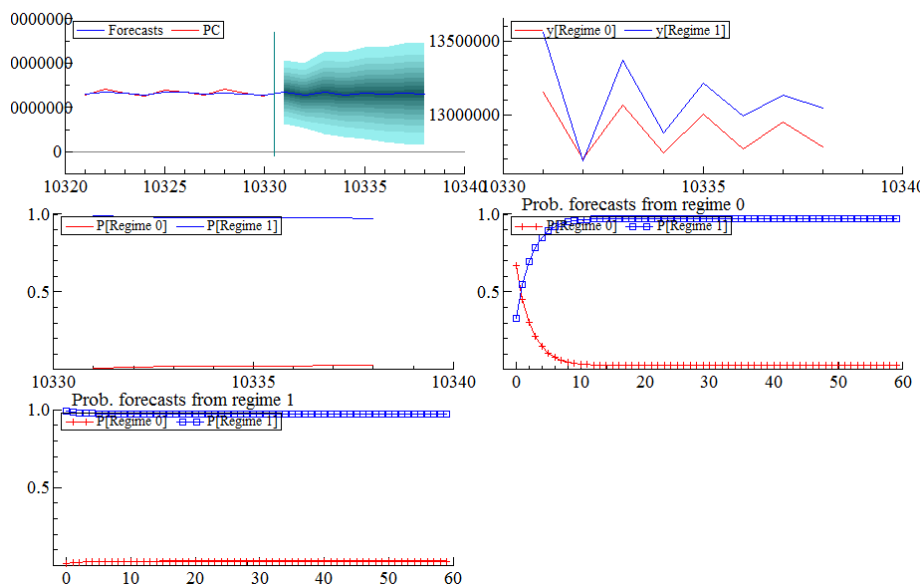 0000000
Forecasts PC
0000000
0000000
0
10320 10325 10330 10335 10340
y[Regime 0] y[Regime 1]
13500000
13000000
10330 10335 10340
1.0
P[Regime 0] P[Regime 1]
0.5
10330 10335 10340
Prob. forecasts from regime 0
1.0
P[Regime 0] P[Regime 1]
0.5
0 10 20 30 40 50 60
Prob. forecasts from regime 1
1.0
P[Regime 0] P[Regime 1]
0.5
0 10 20 30 40 50 60